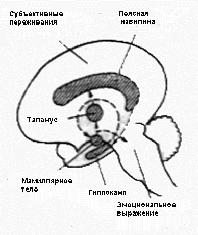 Субъективные
переживания
Поясная
извилина
Таламус
Мамиллярное
тело
Гиппокамп
Эмоциональное
выражение